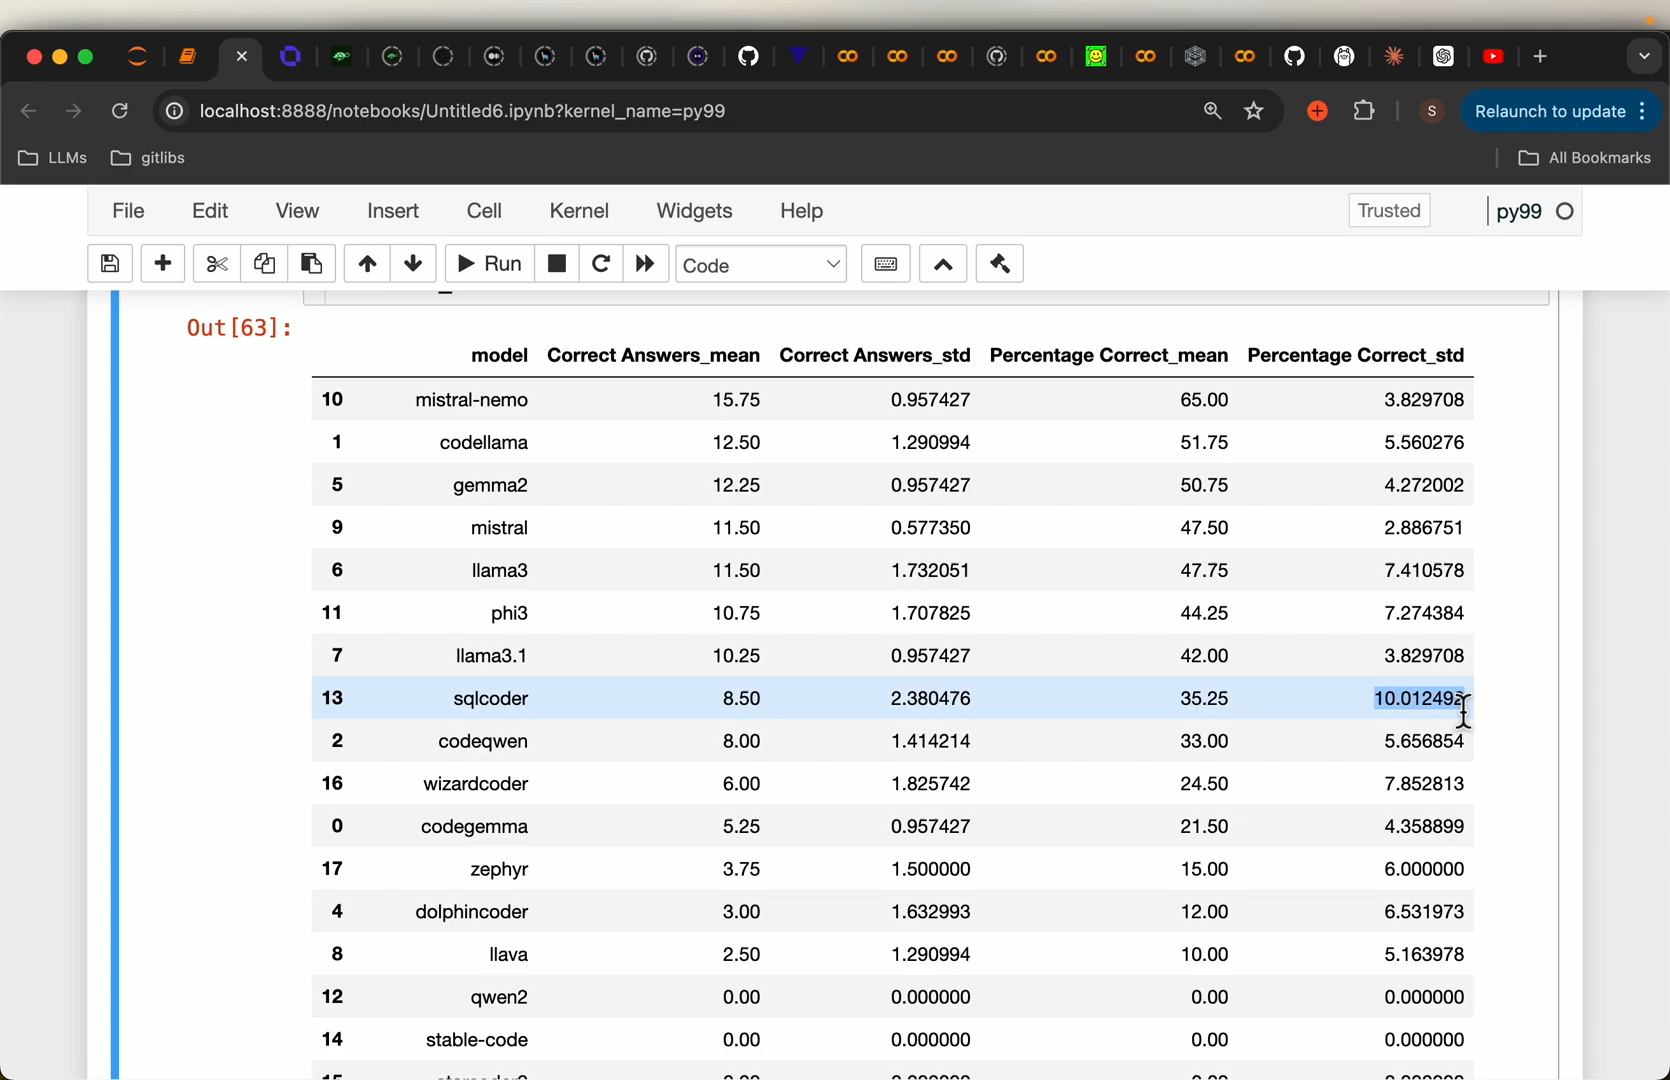 localhost:8888/notebooks/Untitled6.ipynb?kernel_name=py99 S Relaunch to update
LLMs gitlibs All Bookmarks
File Edit View Insert Cell Kernel Widgets Help Trusted py99
Run Code
Out[63]:
model Correct Answers_mean Correct Answers_std Percentage Correct_mean Percentage Correct_std
10 mistral-nemo 15.75 0.957427 65.00 3.829708
1 codellama 12.50 1.290994 51.75 5.560276
5 gemma2 12.25 0.957427 50.75 4.272002
9 mistral 11.50 0.577350 47.50 2.886751
6 llama3 11.50 1.732051 47.75 7.410578
11 phi3 10.75 1.707825 44.25 7.274384
7 llama3.1 10.25 0.957427 42.00 3.829708
13 sqlcoder 8.50 2.380476 35.25 10.012492
2 codeqwen 8.00 1.414214 33.00 5.656854
16 wizardcoder 6.00 1.825742 24.50 7.852813
0 codegemma 5.25 0.957427 21.50 4.358899
17 zephyr 3.75 1.500000 15.00 6.000000
4 dolphincoder 3.00 1.632993 12.00 6.531973
8 llava 2.50 1.290994 10.00 5.163978
12 qwen2 0.00 0.000000 0.00 0.000000
14 stable-code 0.00 0.000000 0.00 0.000000